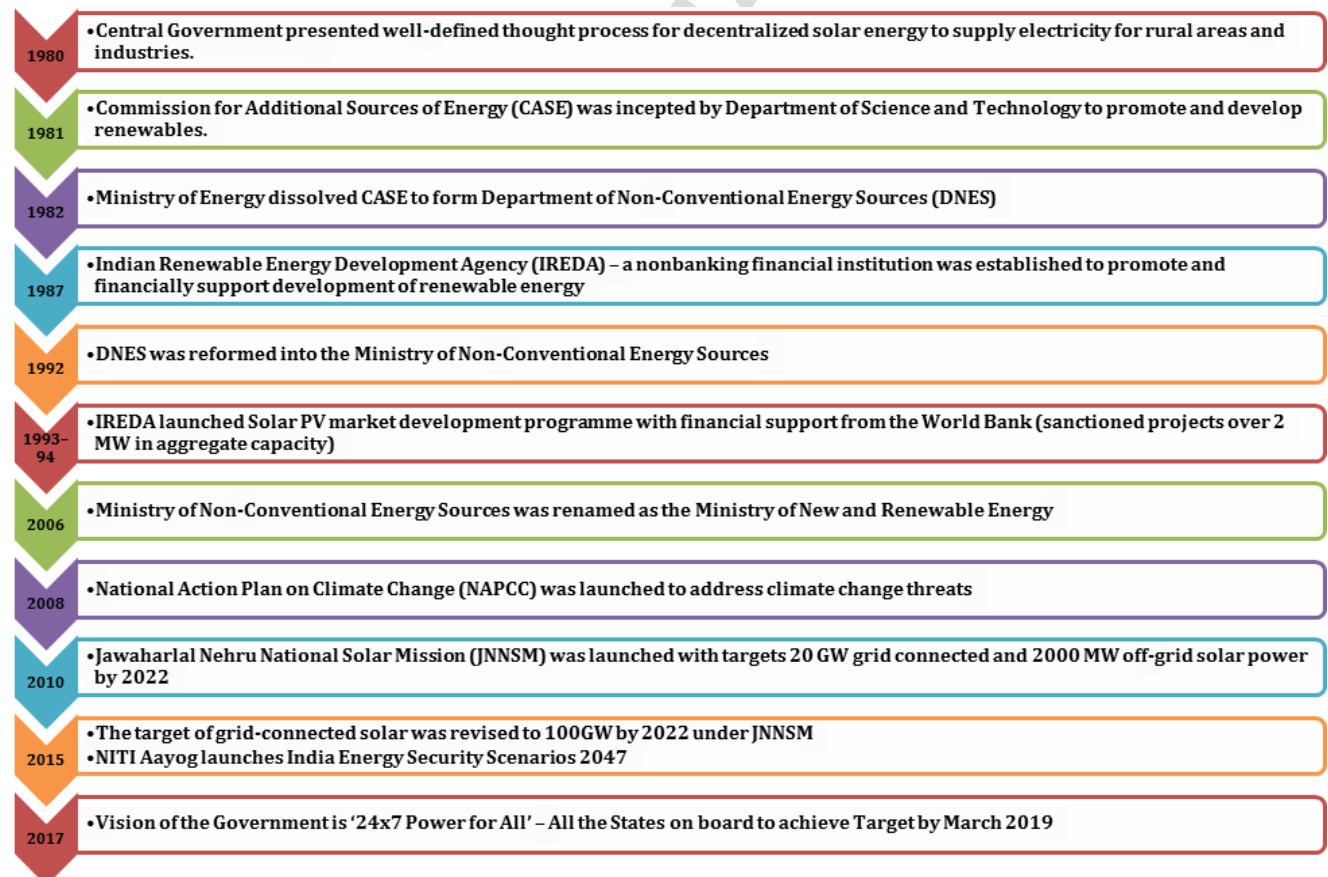 1980
•Central Government presented well-defined thought process for decentralized solar energy to supply electricity for rural areas and
industries.
1981
•Commission for Additional Sources of Energy (CASE) was incepted by Department of Science and Technology to promote and develop
renewables.
1982
•Ministry of Energy dissolved CASE to form Department of Non-Conventional Energy Sources (DNES)
1987
•Indian Renewable Energy Development Agency (IREDA) – a nonbanking financial institution was established to promote and
financially support development of renewable energy
1992
•DNES was reformed into the Ministry of Non-Conventional Energy Sources
1993–
94
•IREDA launched Solar PV market development programme with financial support from the World Bank (sanctioned projects over 2
MW in aggregate capacity)
2006
•Ministry of Non-Conventional Energy Sources was renamed as the Ministry of New and Renewable Energy
2008
•National Action Plan on Climate Change (NAPCC) was launched to address climate change threats
2010
•Jawaharlal Nehru National Solar Mission (JNNSM) was launched with targets 20 GW grid connected and 2000 MW off-grid solar power
by 2022
2015
•The target of grid-connected solar was revised to 100GW by 2022 under JNNSM
•NITI Aayog launches India Energy Security Scenarios 2047
2017
•Vision of the Government is ‘24x7 Power for All’ – All the States on board to achieve Target by March 2019